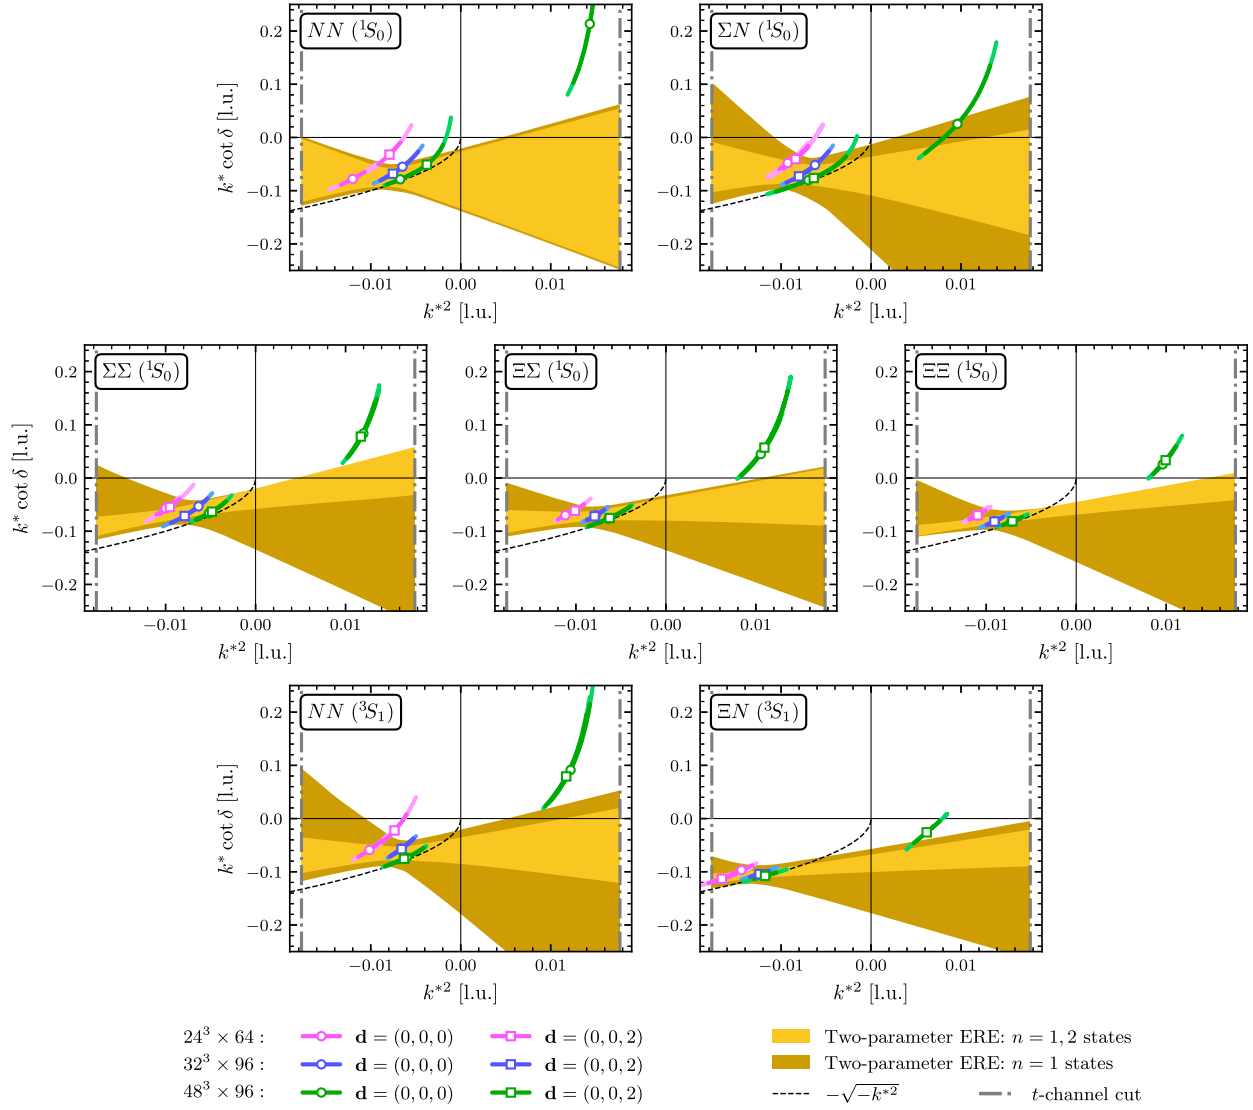 NN (¹S₀)
ΣN (¹S₀)
k* cot δ [l.u.]
0.2
0.1
0.0
−0.1
−0.2
0.2
0.1
0.0
−0.1
−0.2
−0.01
0.00
0.01
−0.01
0.00
0.01
k*² [l.u.]
k*² [l.u.]
ΣΣ (¹S₀)
ΞΣ (¹S₀)
ΞΞ (¹S₀)
k* cot δ [l.u.]
0.2
0.1
0.0
−0.1
−0.2
0.2
0.1
0.0
−0.1
−0.2
0.2
0.1
0.0
−0.1
−0.2
−0.01
0.00
0.01
−0.01
0.00
0.01
−0.01
0.00
0.01
k*² [l.u.]
k*² [l.u.]
k*² [l.u.]
NN (³S₁)
ΞN (³S₁)
k* cot δ [l.u.]
0.2
0.1
0.0
−0.1
−0.2
0.2
0.1
0.0
−0.1
−0.2
−0.01
0.00
0.01
−0.01
0.00
0.01
k*² [l.u.]
k*² [l.u.]
24³ × 64 : d = (0, 0, 0) d = (0, 0, 2)
32³ × 96 : d = (0, 0, 0) d = (0, 0, 2)
48³ × 96 : d = (0, 0, 0) d = (0, 0, 2)
Two-parameter ERE: n = 1, 2 states
Two-parameter ERE: n = 1 states
−√−k*² t-channel cut